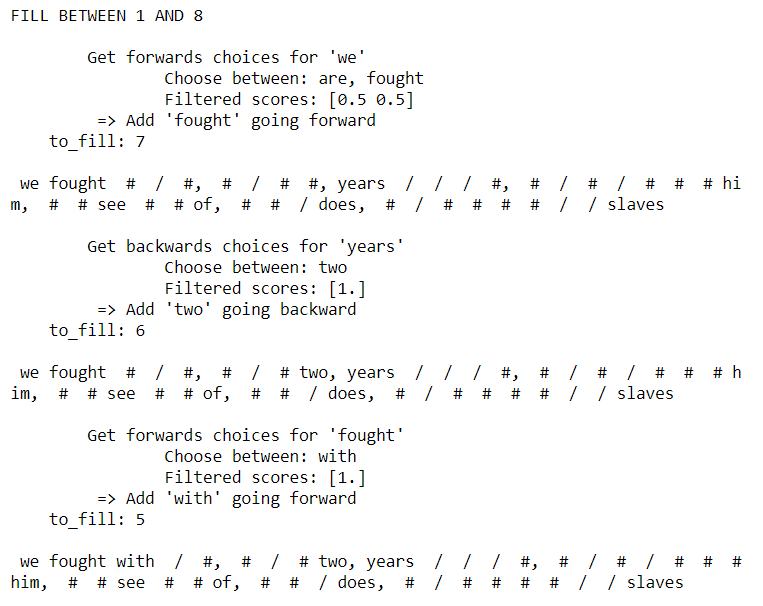 FILL BETWEEN 1 AND 8
Get forwards choices for 'we'
Choose between: are, fought
Filtered scores: [0.5 0.5]
=> Add 'fought' going forward
to_fill: 7
we fought # / #, # / # #, years / / / #, # / # / # # # hi
m, # # see # # of, # # / does, # / # # # # / / slaves
Get backwards choices for 'years'
Choose between: two
Filtered scores: [1.]
=> Add 'two' going backward
to_fill: 6
we fought # / #, # / # two, years / / / #, # / # / # # # h
im, # # see # # of, # # / does, # / # # # # / / slaves
Get forwards choices for 'fought'
Choose between: with
Filtered scores: [1.]
=> Add 'with' going forward
to_fill: 5
we fought with / #, # / # two, years / / / #, # / # / # # #
him, # # see # # of, # # / does, # / # # # # / / slaves